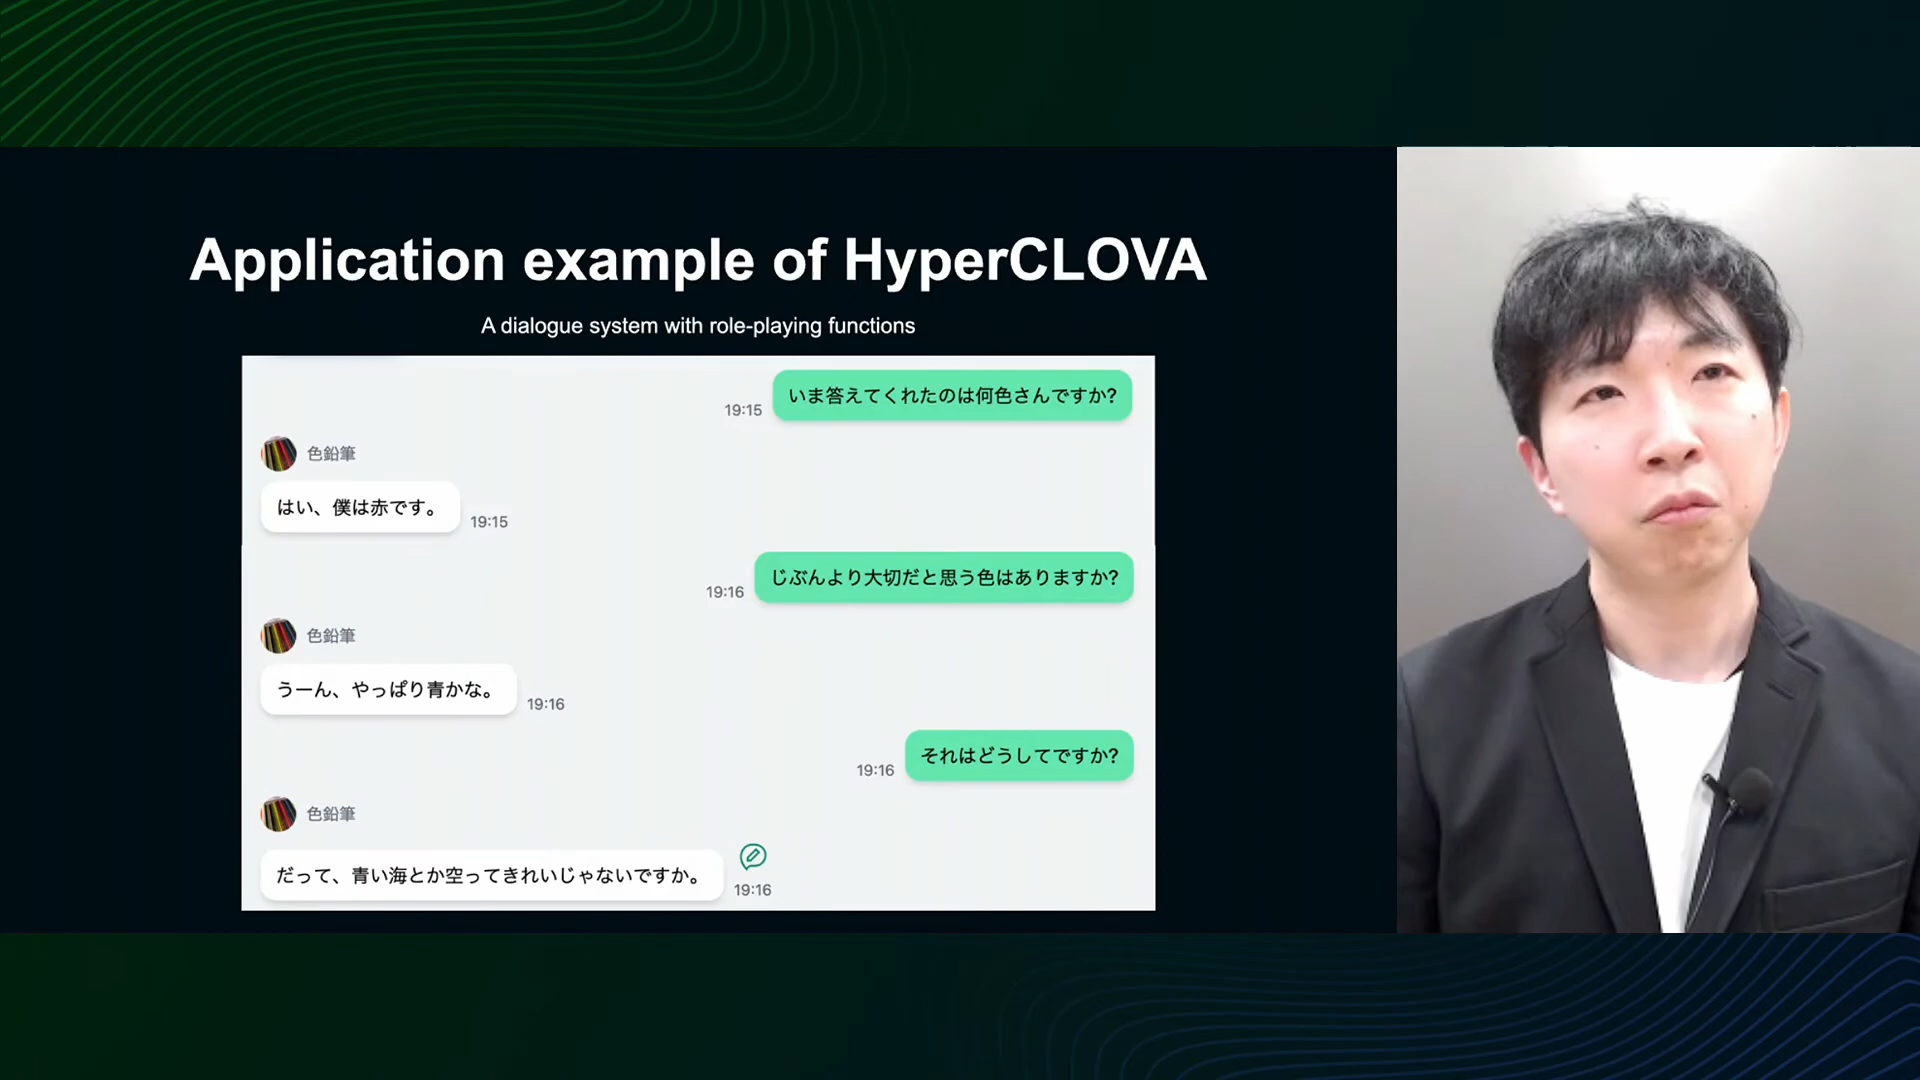 Application example of HyperCLOVA
A dialogue system with role-playing functions
いま答えてくれたのは何色さんですか?
19:15
色鉛筆
はい、僕は赤です。
19:15
じぶんより大切だと思う色はありますか?
19:16
色鉛筆
うーん、やっぱり青かな。
19:16
それはどうしてですか?
19:16
色鉛筆
だって、青い海とか空ってきれいじゃないですか。
19:16